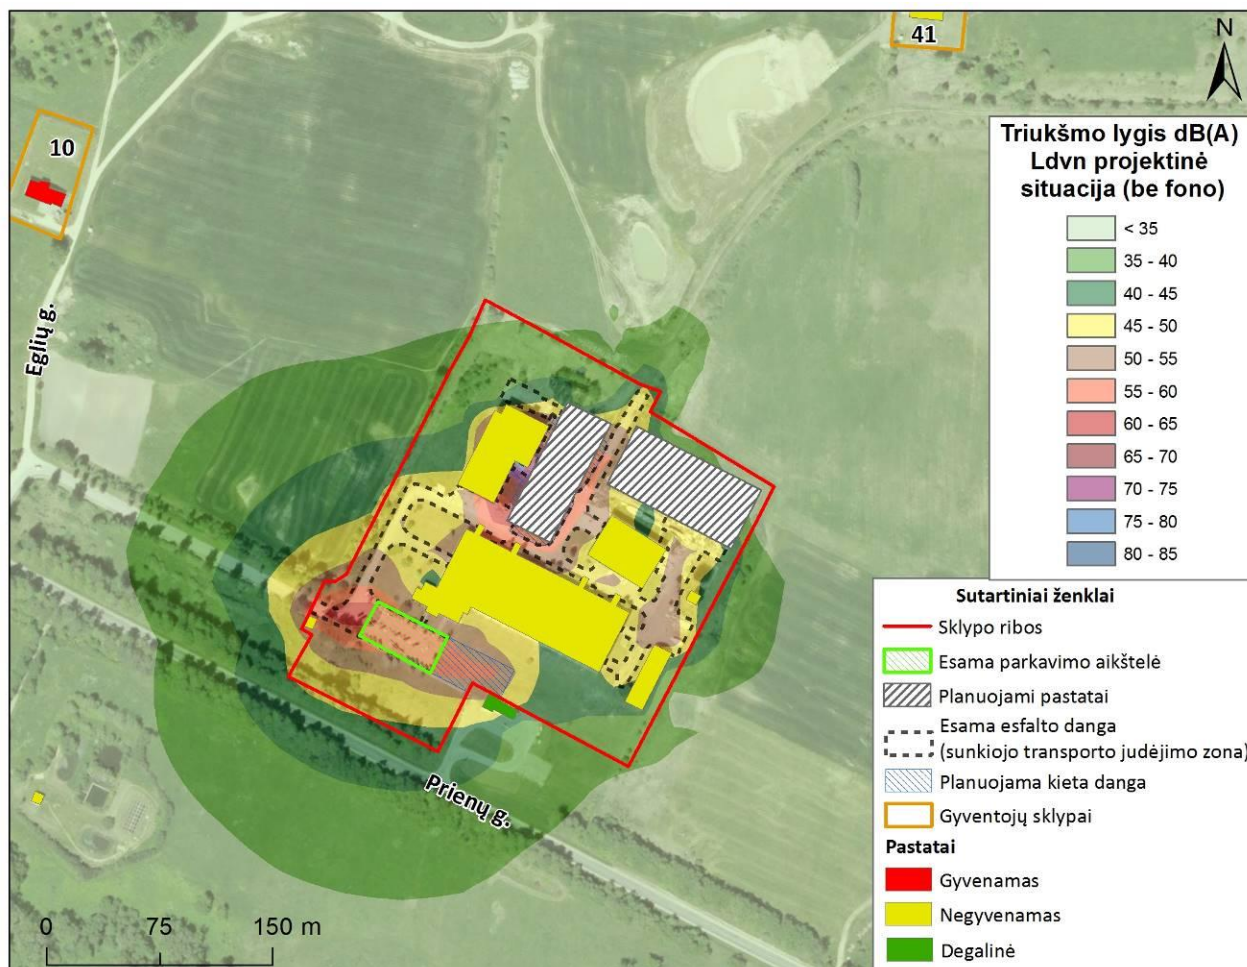 41
N
10
Triukšmo lygis dB(A)
Ldvn projektinė
situacija (be fono)
< 35
35 - 40
40 - 45
45 - 50
50 - 55
55 - 60
60 - 65
65 - 70
70 - 75
75 - 80
80 - 85
Eglių g.
Prienų g.
Sutartiniai ženklai
Sklypo ribos
Esama parkavimo aikštelė
Planuojami pastatai
Esama esfalto danga
(sunkiojo transporto judėjimo zona)
Planuojama kieta danga
Gyventojų sklypai
Pastatai
Gyvenamas
Negyvenamas
Degalinė
0 75 150 m